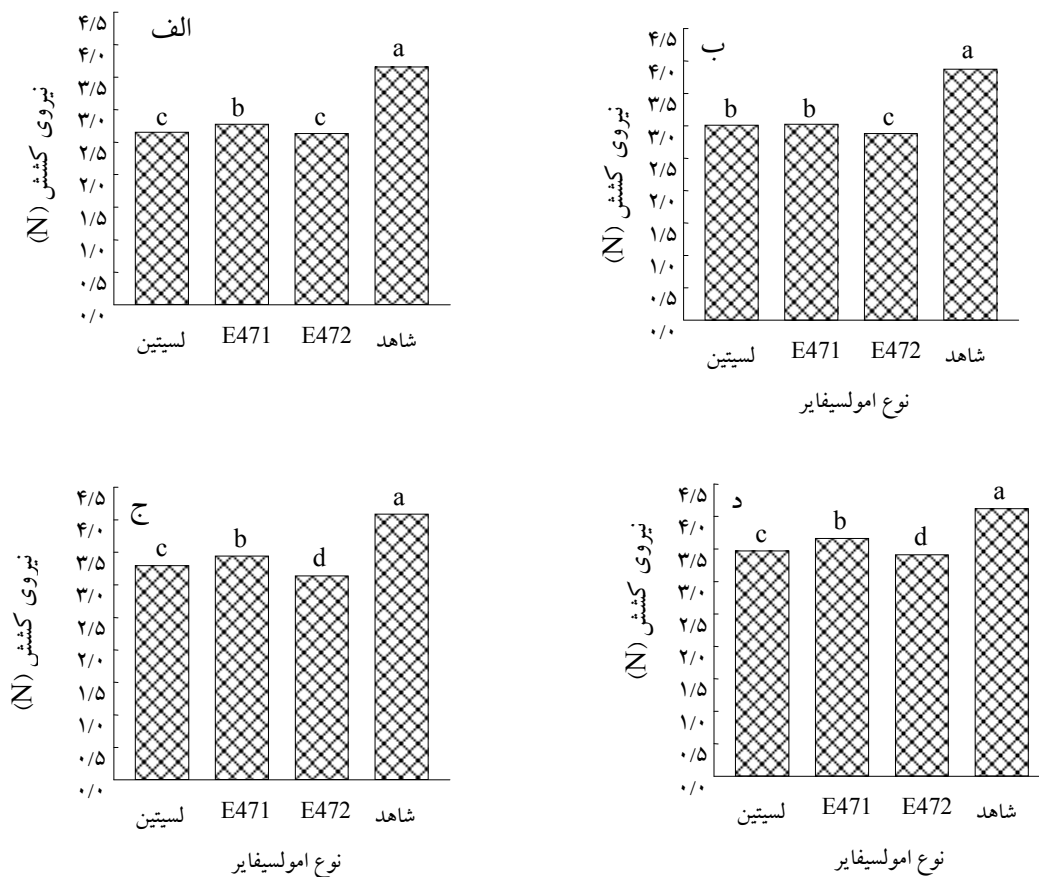 الف
نیروی کشش (N)
۴/۵
۴/۰
۳/۵
۳/۰
۲/۵
۲/۰
۱/۵
۱/۰
۰/۵
۰/۰
c
b
c
a
لسیتین
E471
E472
شاهد
ب
نیروی کشش (N)
۴/۵
۴/۰
۳/۵
۳/۰
۲/۵
۲/۰
۱/۵
۱/۰
۰/۵
۰/۰
b
b
c
a
لسیتین
E471
E472
شاهد
نوع امولسیفایر
ج
نیروی کشش (N)
۴/۵
۴/۰
۳/۵
۳/۰
۲/۵
۲/۰
۱/۵
۱/۰
۰/۵
۰/۰
c
b
d
a
لسیتین
E471
E472
شاهد
نوع امولسیفایر
د
نیروی کشش (N)
۴/۵
۴/۰
۳/۵
۳/۰
۲/۵
۲/۰
۱/۵
۱/۰
۰/۵
۰/۰
c
b
d
a
لسیتین
E471
E472
شاهد
نوع امولسیفایر